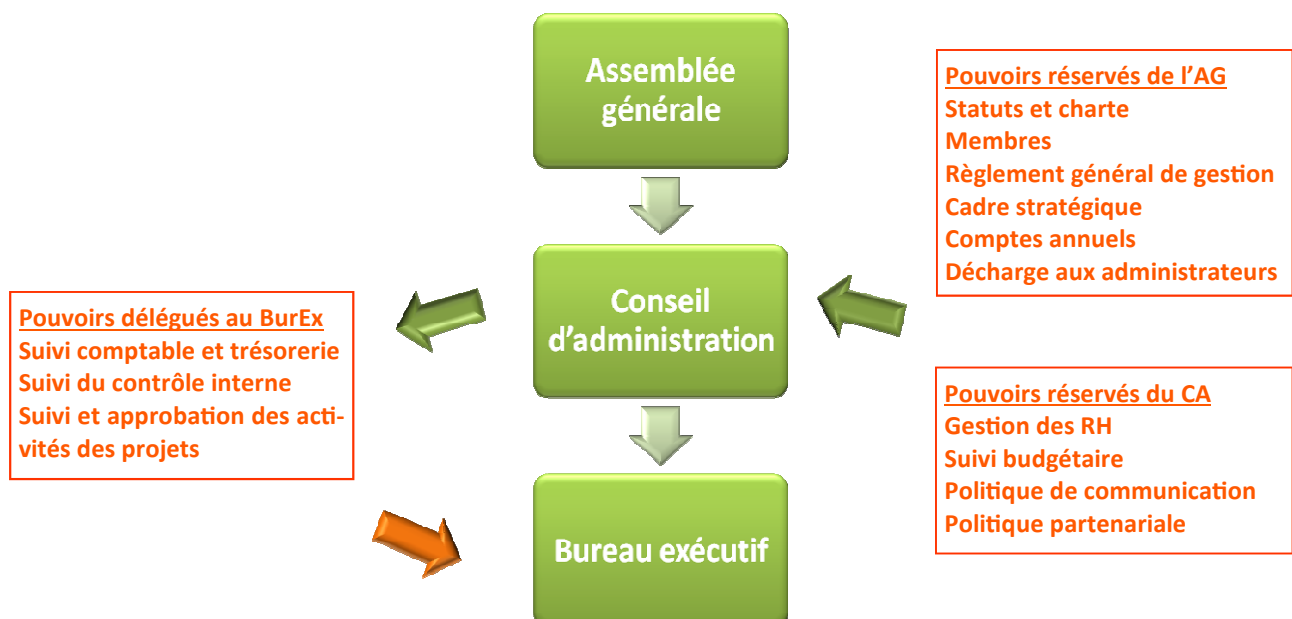 Assemblée
générale
Pouvoirs réservés de l’AG
Statuts et charte
Membres
Règlement général de gestion
Cadre stratégique
Comptes annuels
Décharge aux administrateurs
Conseil
d’administration
Pouvoirs délégués au BurEx
Suivi comptable et trésorerie
Suivi du contrôle interne
Suivi et approbation des acti-
vités des projets
Pouvoirs réservés du CA
Gestion des RH
Suivi budgétaire
Politique de communication
Politique partenariale
Bureau exécutif